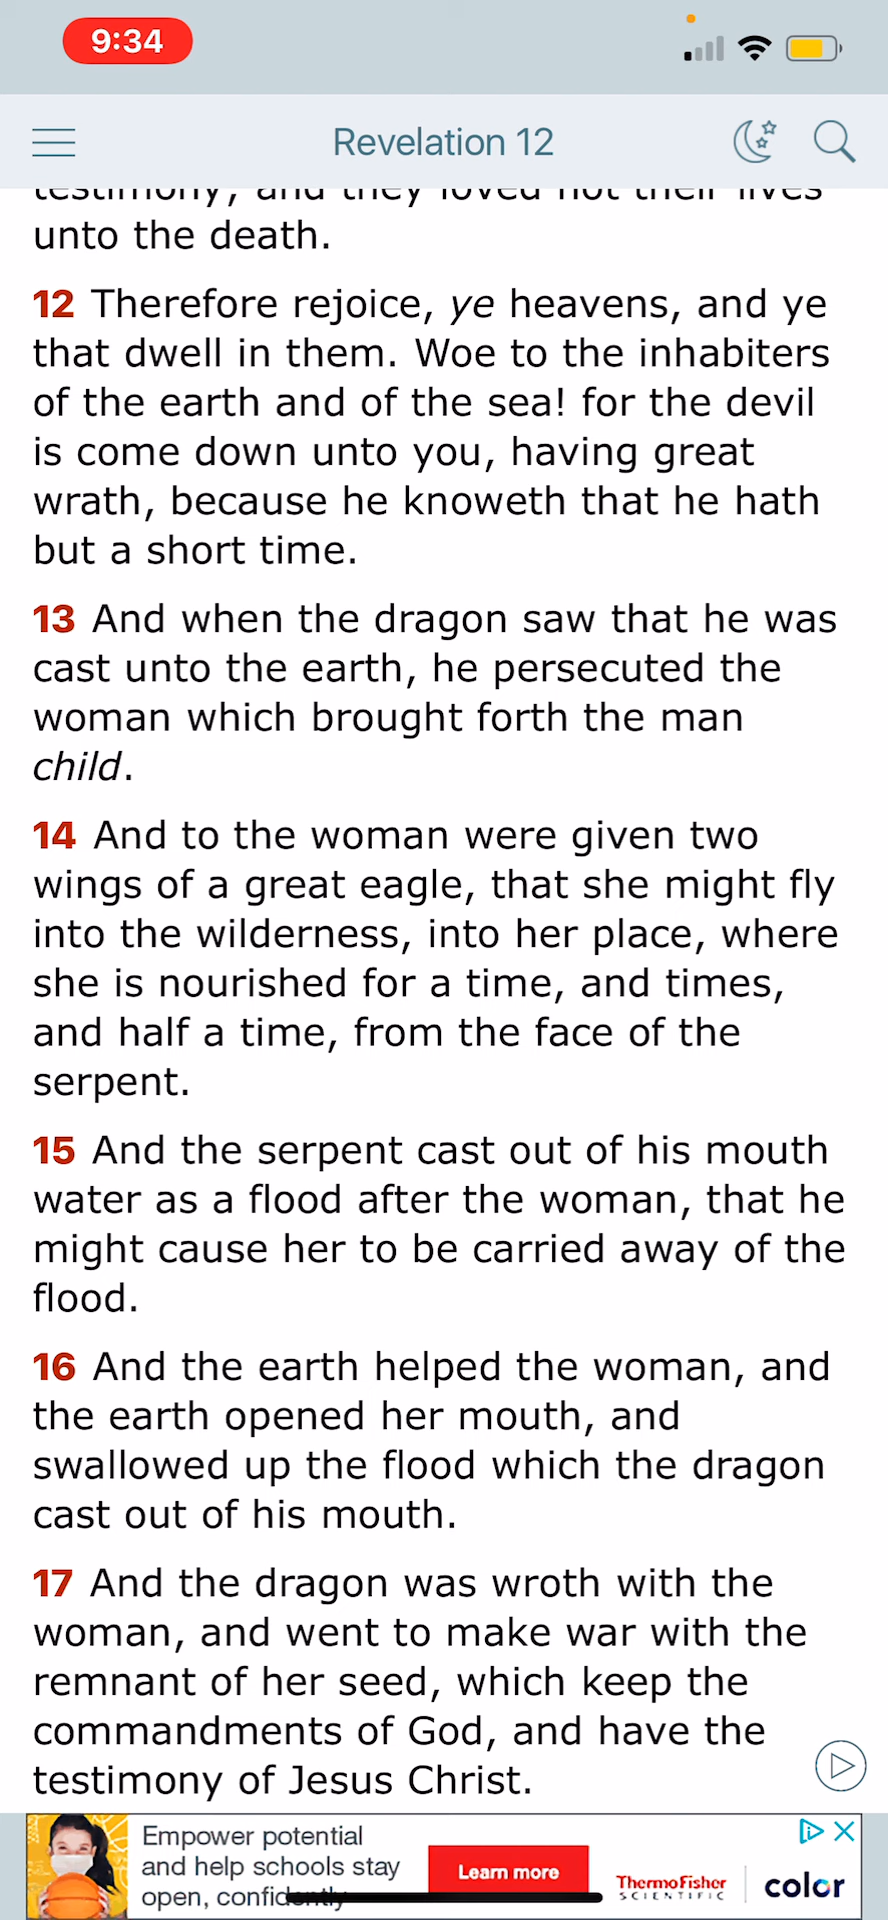 9:34
Revelation 12
testimony; and they loved not their lives
unto the death.
12 Therefore rejoice, ye heavens, and ye
that dwell in them. Woe to the inhabiters
of the earth and of the sea! for the devil
is come down unto you, having great
wrath, because he knoweth that he hath
but a short time.
13 And when the dragon saw that he was
cast unto the earth, he persecuted the
woman which brought forth the man
child.
14 And to the woman were given two
wings of a great eagle, that she might fly
into the wilderness, into her place, where
she is nourished for a time, and times,
and half a time, from the face of the
serpent.
15 And the serpent cast out of his mouth
water as a flood after the woman, that he
might cause her to be carried away of the
flood.
16 And the earth helped the woman, and
the earth opened her mouth, and
swallowed up the flood which the dragon
cast out of his mouth.
17 And the dragon was wroth with the
woman, and went to make war with the
remnant of her seed, which keep the
commandments of God, and have the
testimony of Jesus Christ.
Empower potential
and help schools stay
open, confidently
Learn more
ThermoFisher
SCIENTIFIC
color